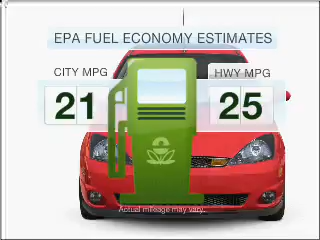 EPA FUEL ECONOMY ESTIMATES
CITY MPG
HWY MPG
21
25
Actual mileage may vary.